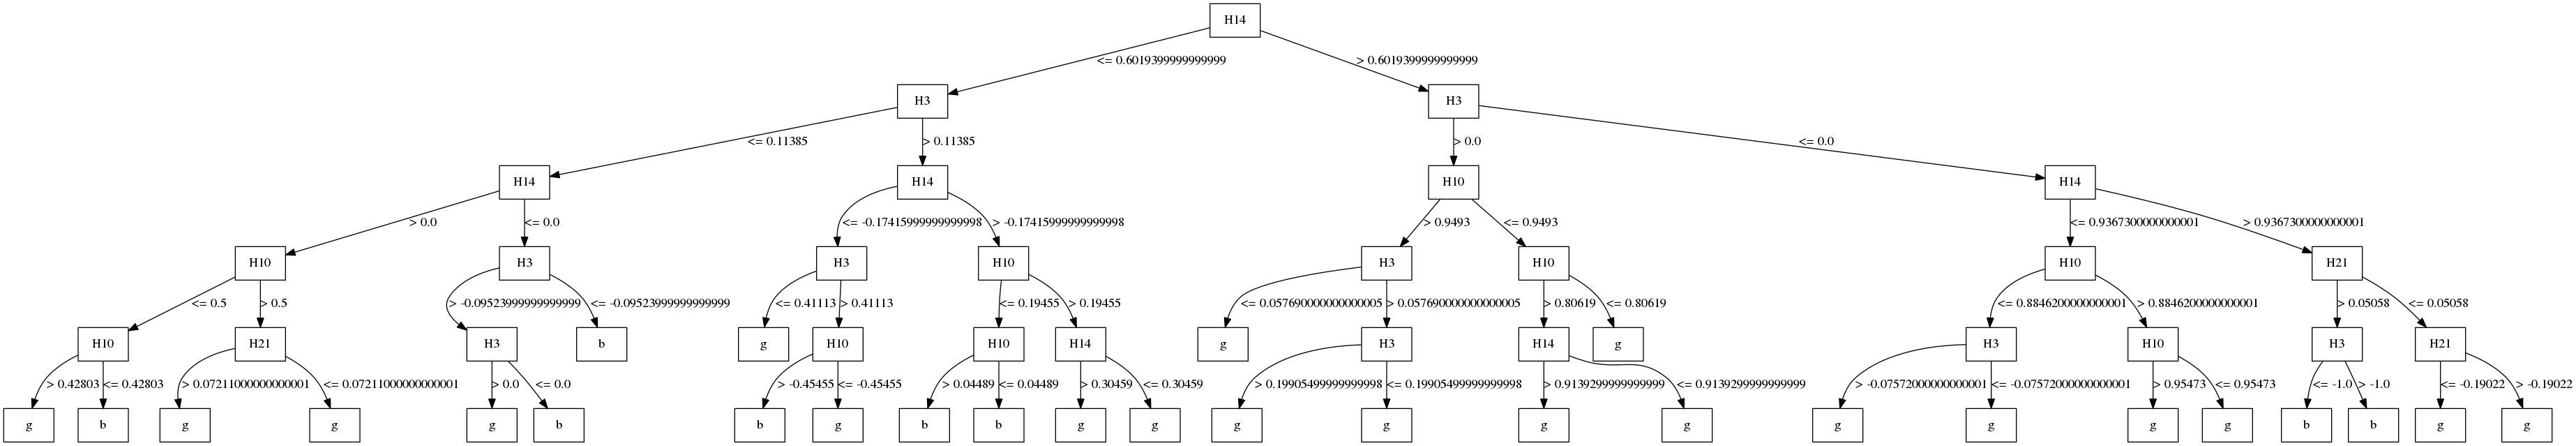 H14
<= 0.6019399999999999 > 0.6019399999999999
H3 H3
<= 0.11385 > 0.11385 > 0.0 <= 0.0
H14 H14 H10 H14
> 0.0 <= 0.0 <= -0.17415999999999998 > -0.17415999999999998 > 0.9493 <= 0.9493 <= 0.9367300000000001 > 0.9367300000000001
H10 H3 H3 H10 H3 H10 H10 H21
<= 0.5 > 0.5 > -0.09523999999999999 <= -0.09523999999999999 <= 0.41113 > 0.41113 <= 0.19455 > 0.19455 <= 0.057690000000000005 > 0.057690000000000005 > 0.80619 <= 0.80619 <= 0.8846200000000001 > 0.8846200000000001 > 0.05058 <= 0.05058
H10 H21 H3 b g H10 H10 H14 g H3 H14 g H3 H10 H3 H21
> 0.42803 <= 0.42803 > 0.07211000000000001 <= 0.07211000000000001 > 0.0 <= 0.0 > -0.45455 <= -0.45455 > 0.04489 <= 0.04489 > 0.30459 <= 0.30459 > 0.19905499999999998 <= 0.19905499999999998 > 0.9139299999999999 <= 0.9139299999999999 > -0.07572000000000001 <= -0.07572000000000001 > 0.95473 <= 0.95473 <= -1.0 > -1.0 <= -0.19022 > -0.19022
g b g g g b b g b b g g g g g g g g g g b b g g